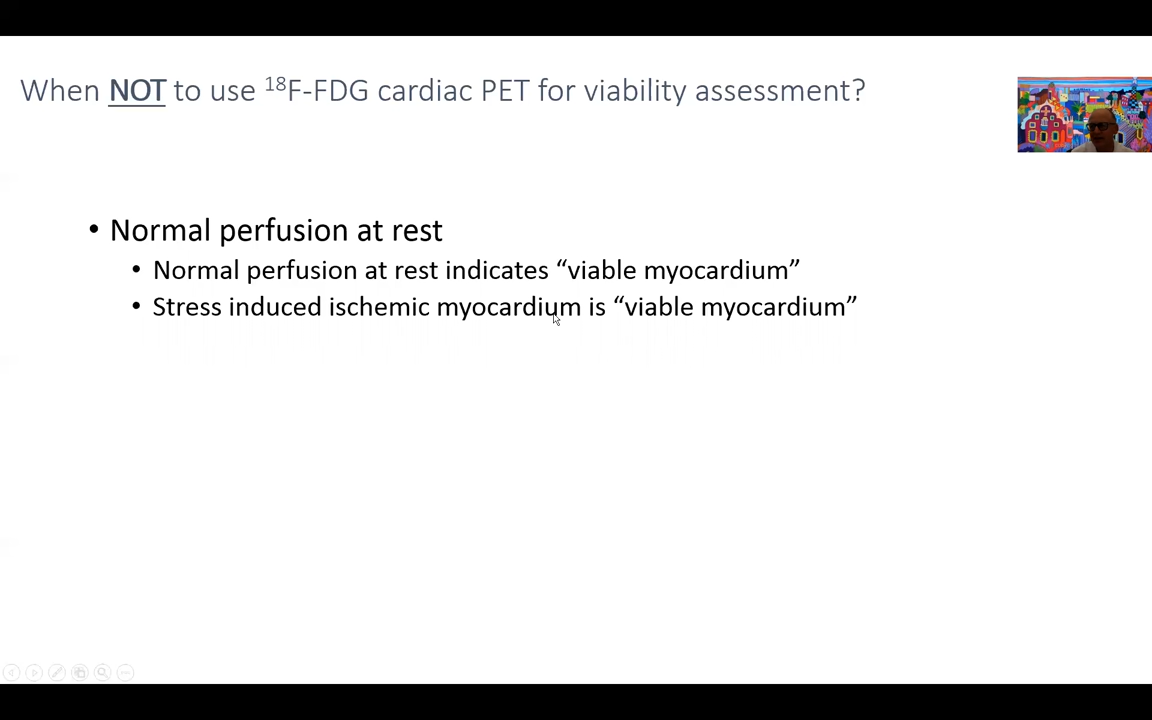 When NOT to use ¹⁸F-FDG cardiac PET for viability assessment?
• Normal perfusion at rest
• Normal perfusion at rest indicates “viable myocardium”
• Stress induced ischemic myocardium is “viable myocardium”